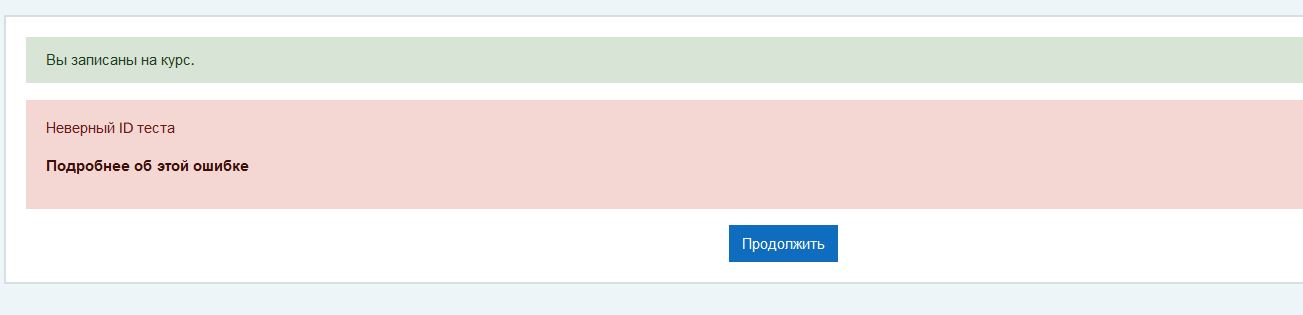 Вы записаны на курс.
Неверный ID теста
Подробнее об этой ошибке
Продолжить